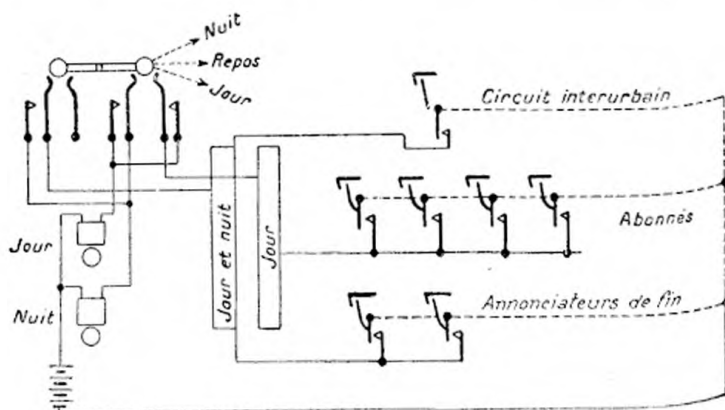 Nuit
Repos
Jour
Circuit interurbain
Abonnés
Jour et nuit
Jour
Jour
Annonciateurs de fin
Nuit